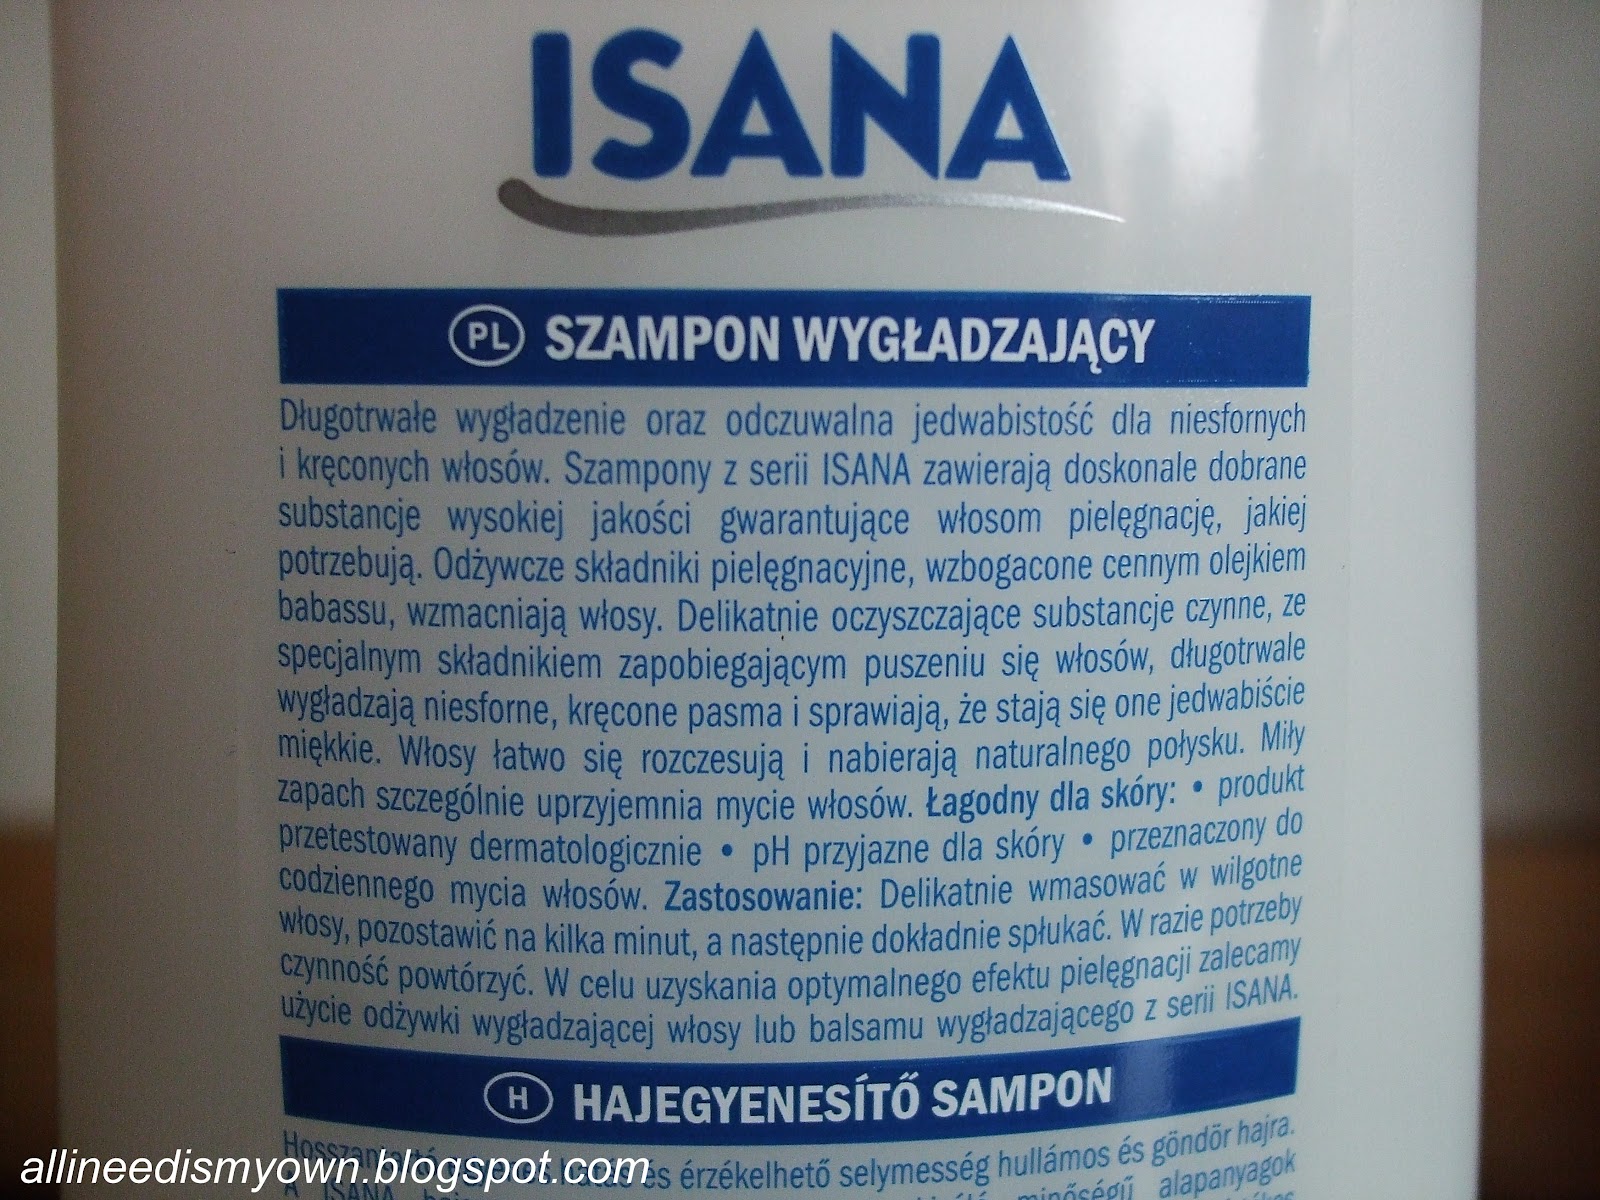 ISANA
PL SZAMPON WYGŁADZAJĄCY
Długotrwałe wygładzenie oraz odczuwalna jedwabistość dla niesfornych
i kręconych włosów. Szampony z serii ISANA zawierają doskonale dobrane
substancje wysokiej jakości gwarantujące włosom pielęgnację, jakiej
potrzebują. Odżywcze składniki pielęgnacyjne, wzbogacone cennym olejkiem
babassu, wzmacniają włosy. Delikatnie oczyszczające substancje czynne, ze
specjalnym składnikiem zapobiegającym puszeniu się włosów, długotrwale
wygładzają niesforne, kręcone pasma i sprawiają, że stają się one jedwabiście
miękkie. Włosy łatwo się rozczesują i nabierają naturalnego połysku. Miły
zapach szczególnie uprzyjemnia mycie włosów. Łagodny dla skóry: • produkt
przetestowany dermatologicznie • pH przyjazne dla skóry • przeznaczony do
codziennego mycia włosów. Zastosowanie: Delikatnie wmasować w wilgotne
włosy, pozostawić na kilka minut, a następnie dokładnie spłukać. W razie potrzeby
czynność powtórzyć. W celu uzyskania optymalnego efektu pielęgnacji zalecamy
użycie odżywki wygładzającej włosy lub balsamu wygładzającego z serii ISANA.
H HAJEGYENESÍTŐ SAMPON
és érzékelhető selymesség hullámos és göndör hajra.
A ISANA minőségű alapanyagok
allineedismyown.blogspot.com